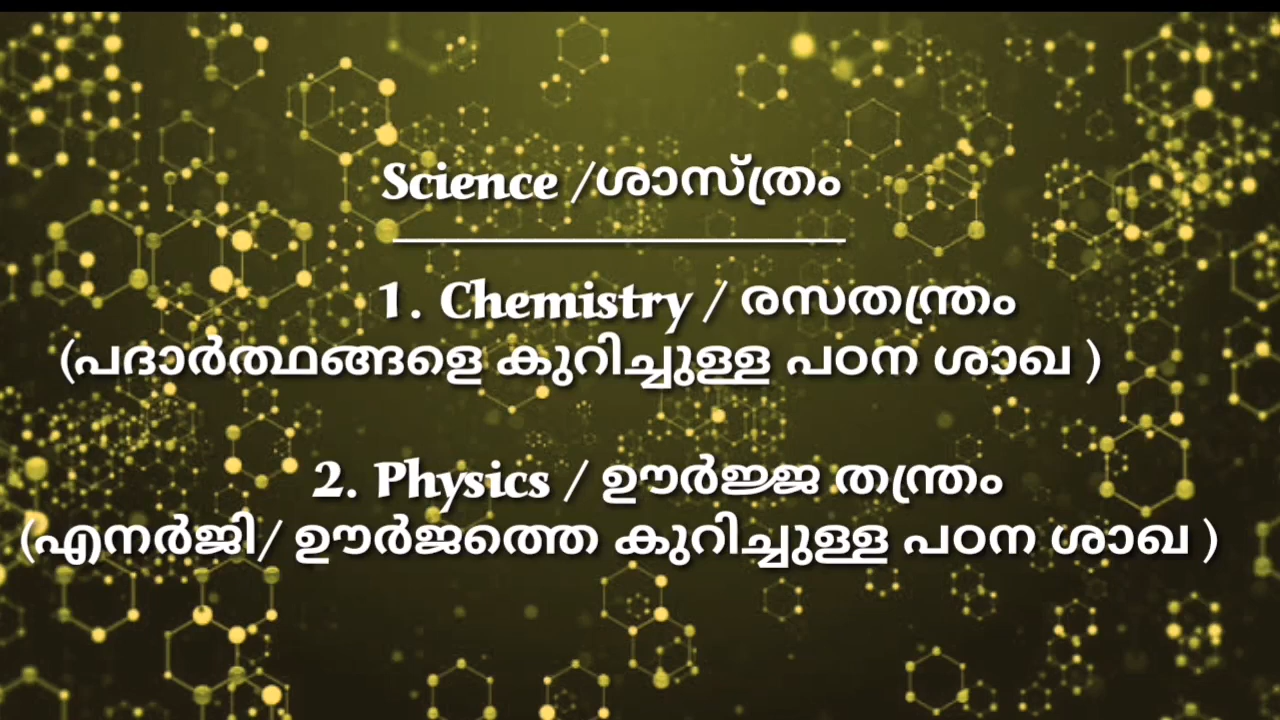 Science /ശാസ്ത്രം
1. Chemistry / രസതന്ത്രം
(പദാർത്ഥങ്ങളെ കുറിച്ചുള്ള പഠന ശാഖ )
2. Physics / ഊർജ്ജ തന്ത്രം
(എനർജി/ ഊർജത്തെ കുറിച്ചുള്ള പഠന ശാഖ )